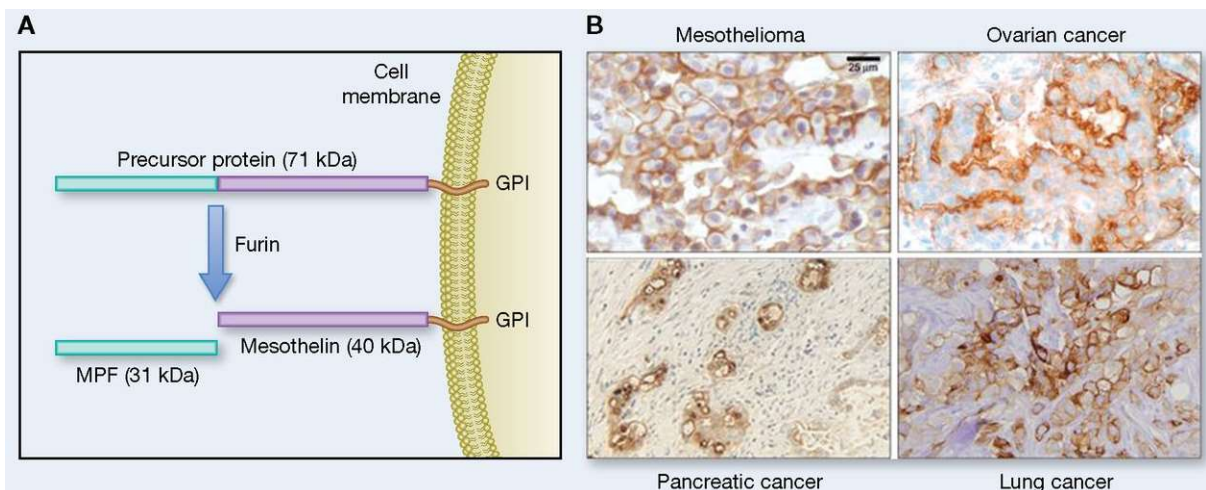 A
Cell
membrane
Precursor protein (71 kDa)
GPI
Furin
GPI
Mesothelin (40 kDa)
MPF (31 kDa)
B
Mesothelioma
Ovarian cancer
25 μm
Pancreatic cancer
Lung cancer